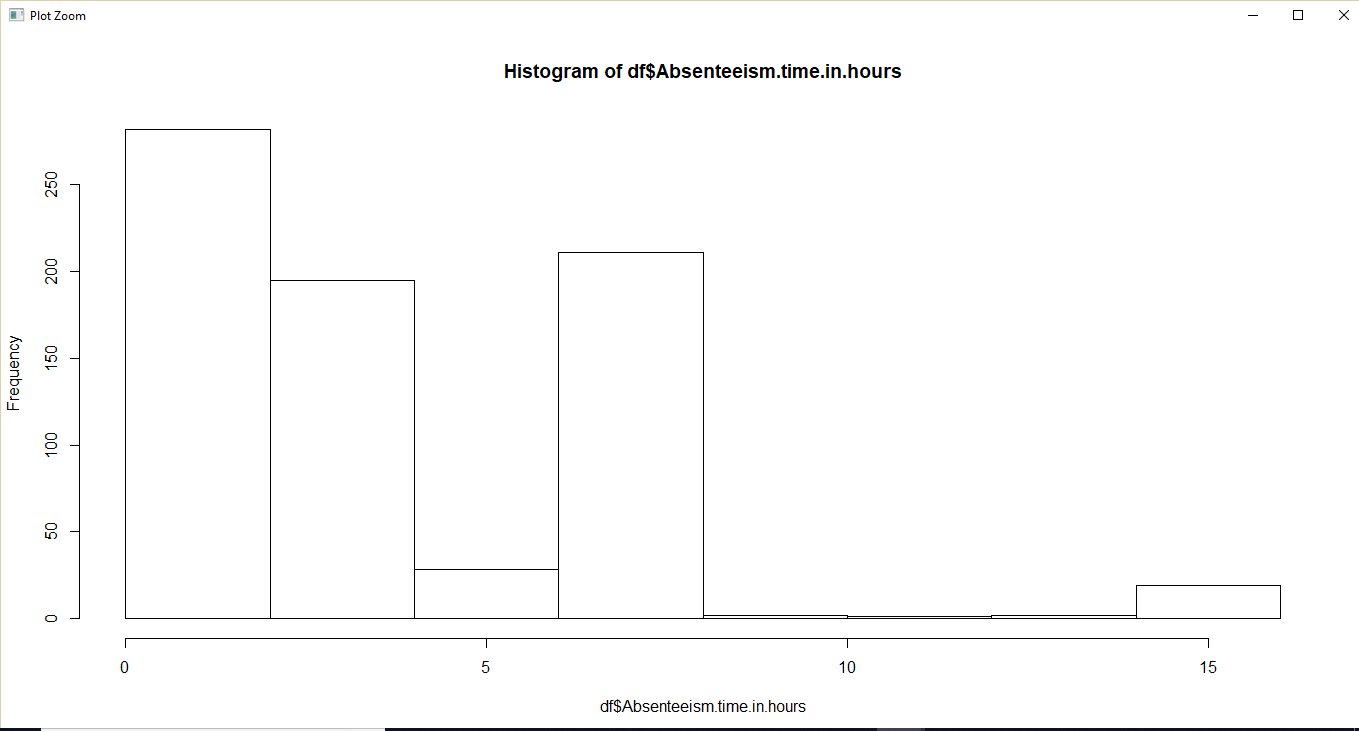 Plot Zoom
Histogram of df$Absenteeism.time.in.hours
Frequency
250
200
150
100
50
0
0 5 10 15
df$Absenteeism.time.in.hours